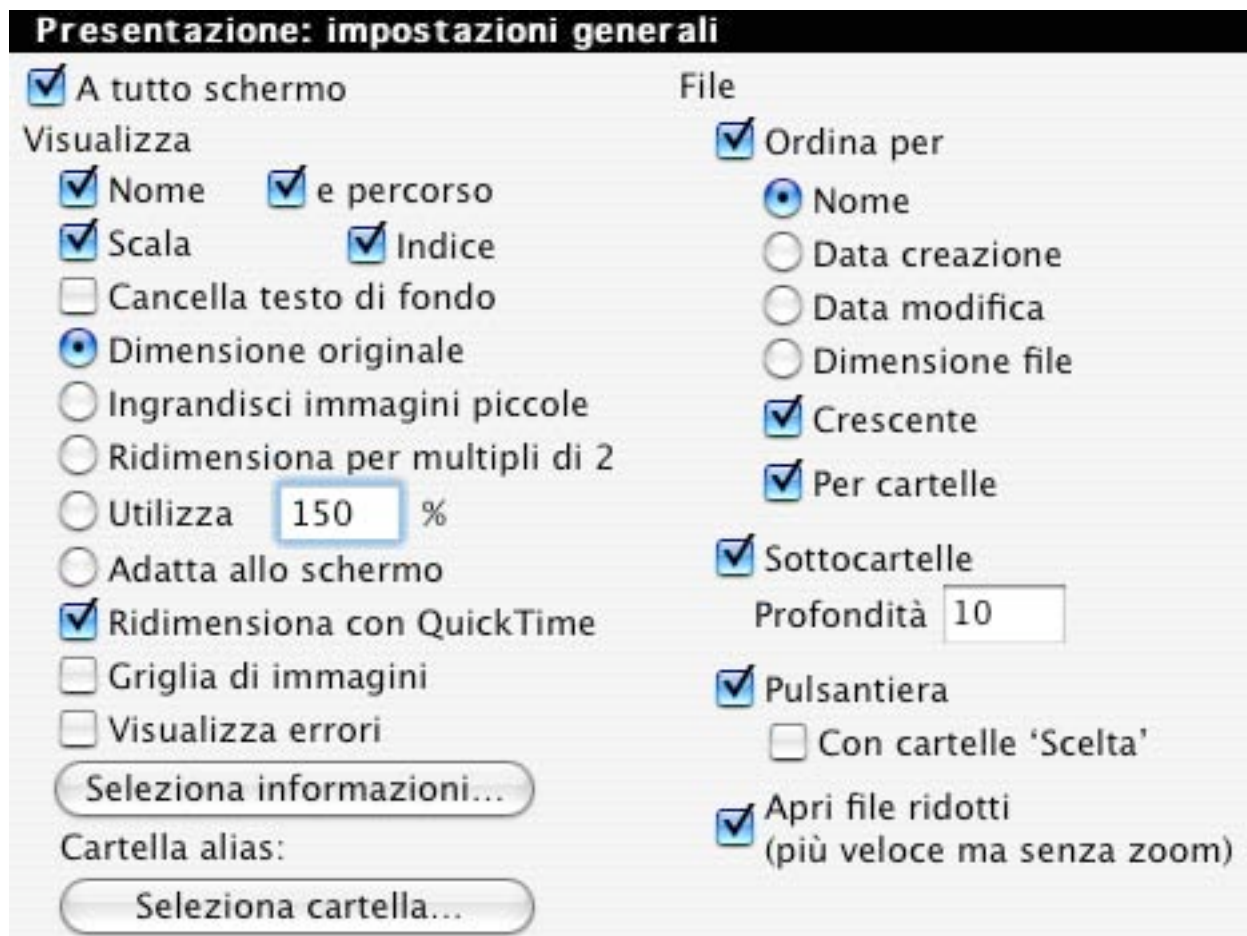 Presentazione: impostazioni generali
A tutto schermo
Visualizza
Nome e percorso
Scala Indice
Cancella testo di fondo
Dimensione originale
Ingrandisci immagini piccole
Ridimensiona per multipli di 2
Utilizza 150 %
Adatta allo schermo
Ridimensiona con QuickTime
Griglia di immagini
Visualizza errori
Seleziona informazioni...
Cartella alias:
Seleziona cartella...
File
Ordina per
Nome
Data creazione
Data modifica
Dimensione file
Crescente
Per cartelle
Sottocartelle
Profondità 10
Pulsantiera
Con cartelle ‘Scelta’
Apri file ridotti
(più veloce ma senza zoom)